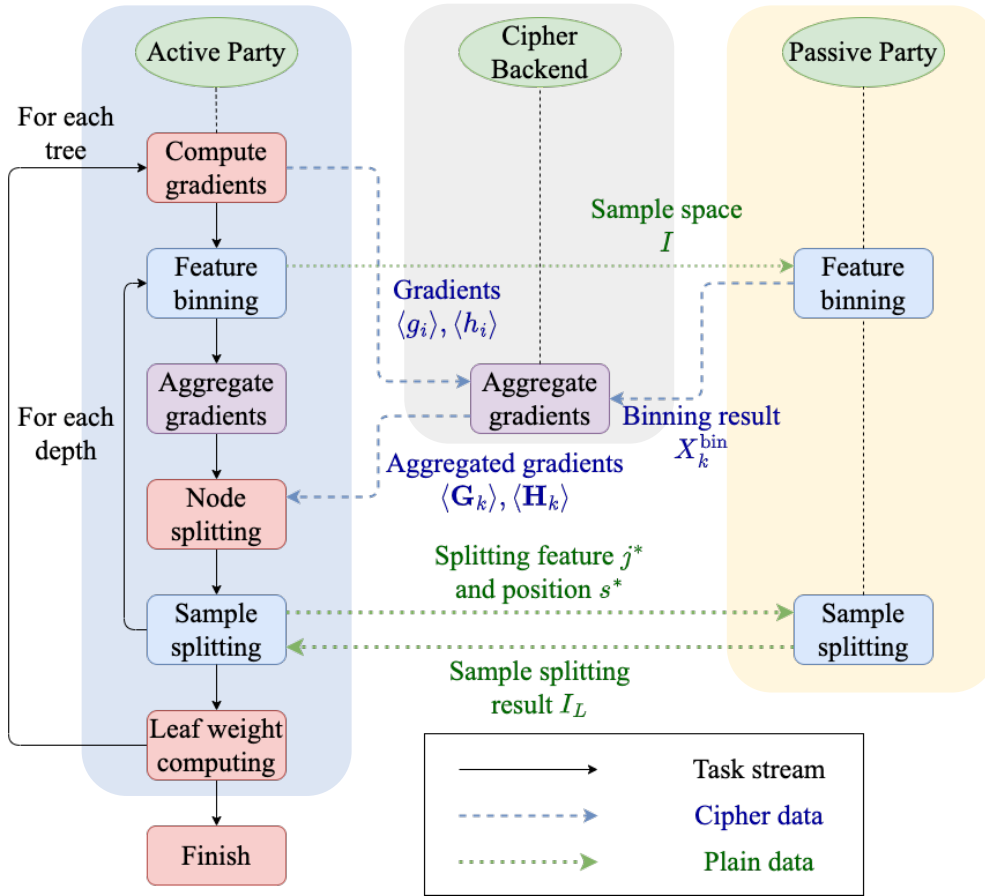 Active Party
Cipher
Backend
Passive Party
For each
tree
Compute
gradients
Sample space
I
Feature
binning
Feature
binning
Gradients
⟨g_i⟩, ⟨h_i⟩
Aggregate
gradients
Aggregate
gradients
For each
depth
Binning result
X_k^bin
Aggregated gradients
⟨G_k⟩, ⟨H_k⟩
Node
splitting
Splitting feature j*
and position s*
Sample
splitting
Sample
splitting
Sample splitting
result I_L
Leaf weight
computing
Task stream
Cipher data
Plain data
Finish